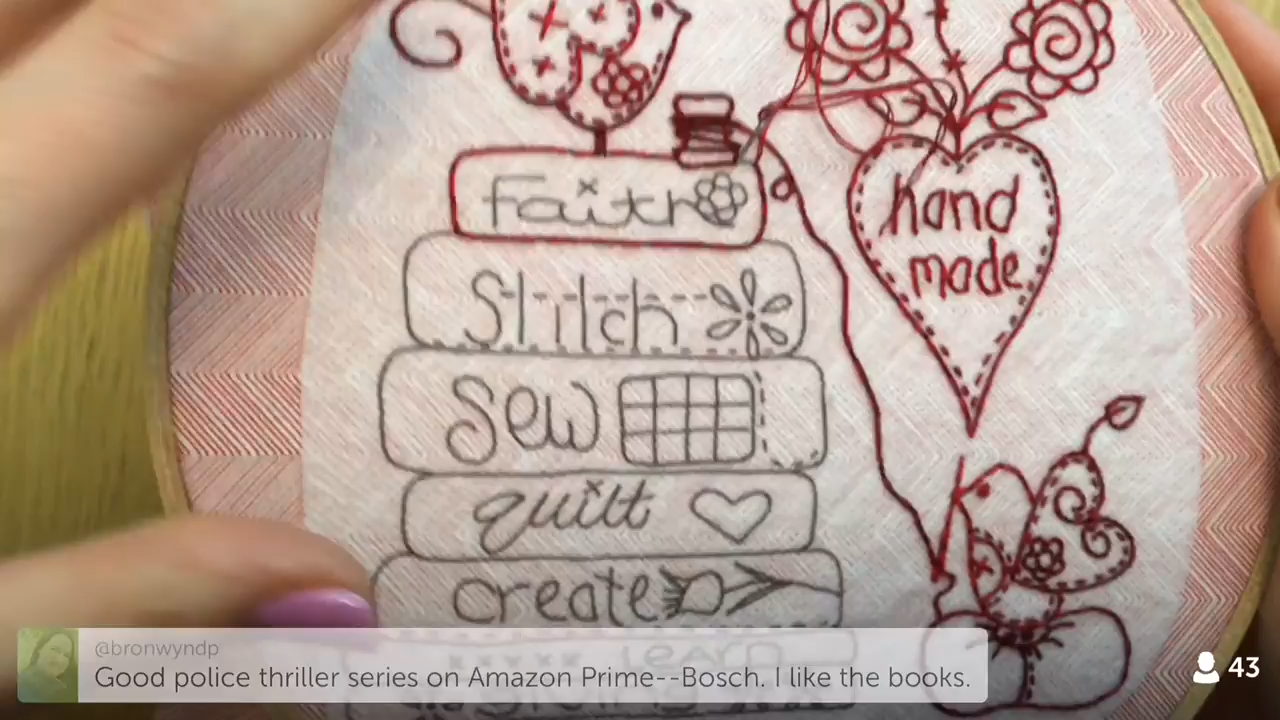 Faith
hand
made
Stitch
Sew
quilt
create
Learn
@bronwyndp
Good police thriller series on Amazon Prime--Bosch. I like the books.
43